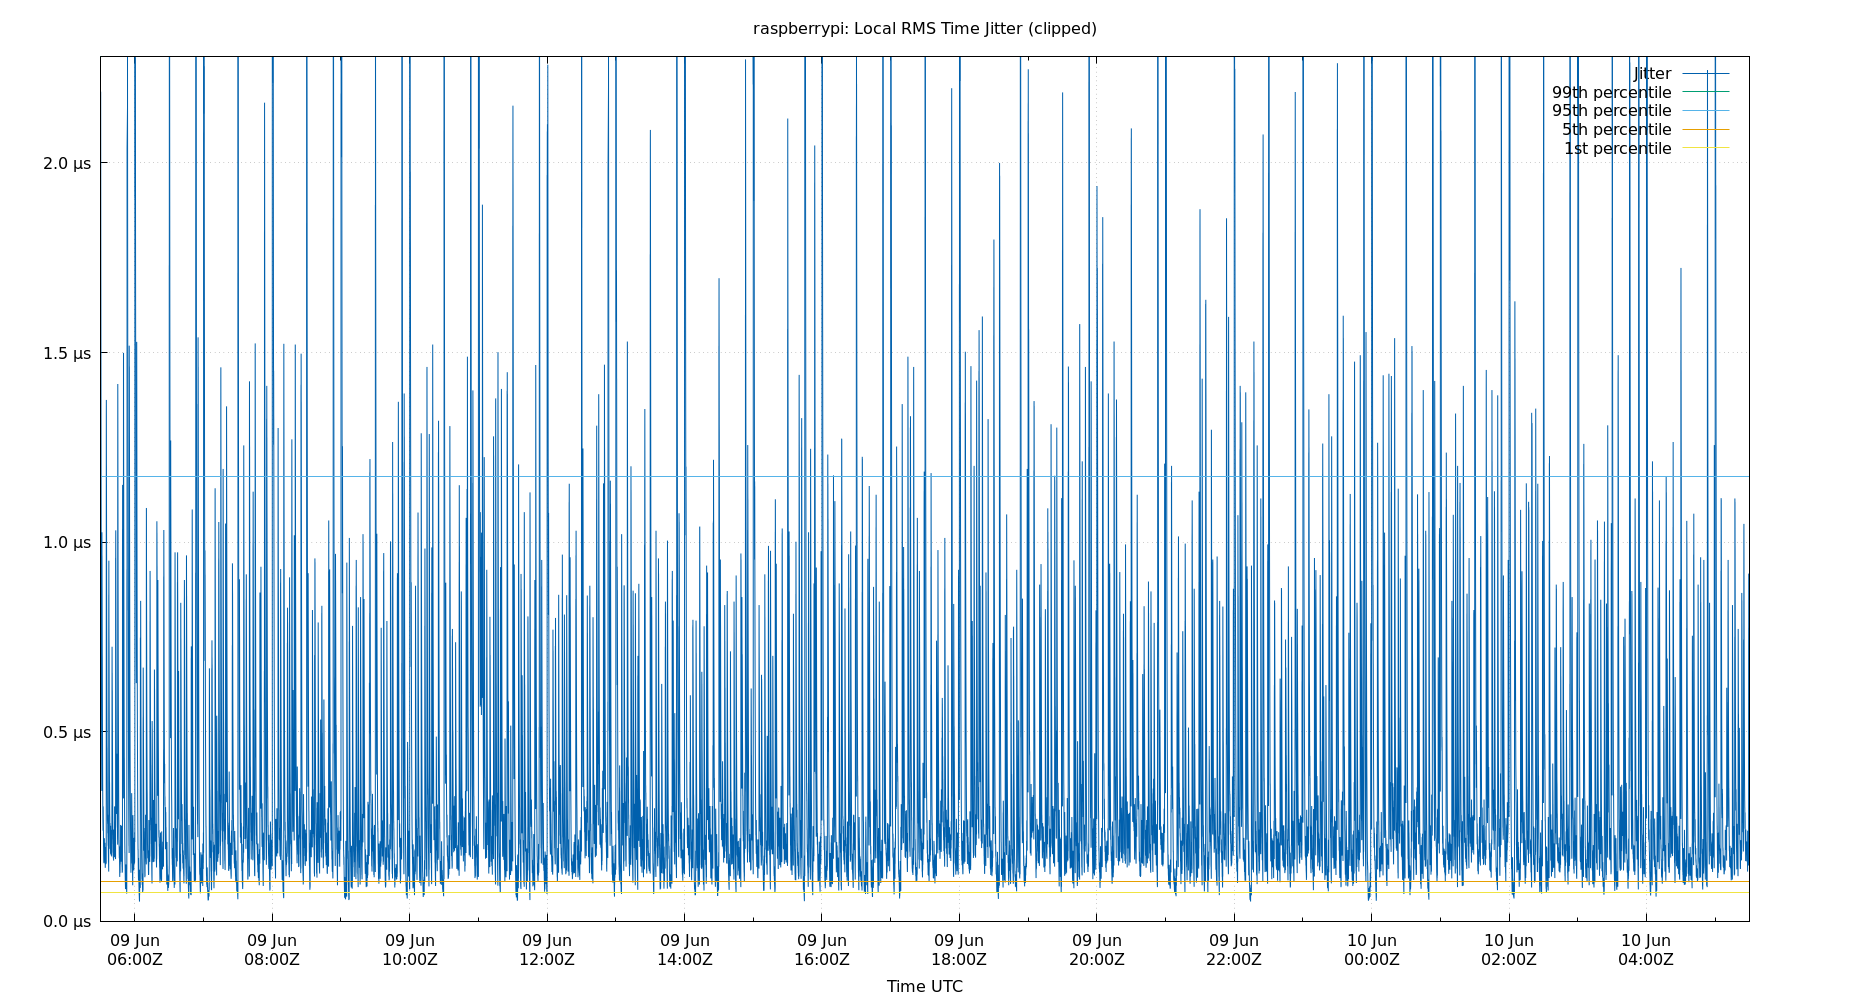 raspberrypi: Local RMS Time Jitter (clipped)
Jitter
99th percentile
95th percentile
5th percentile
1st percentile
2.0 µs
1.5 µs
1.0 µs
0.5 µs
0.0 µs
09 Jun 09 Jun 09 Jun 09 Jun 09 Jun 09 Jun 09 Jun 09 Jun 09 Jun 10 Jun 10 Jun 10 Jun
06:00Z 08:00Z 10:00Z 12:00Z 14:00Z 16:00Z 18:00Z 20:00Z 22:00Z 00:00Z 02:00Z 04:00Z
Time UTC